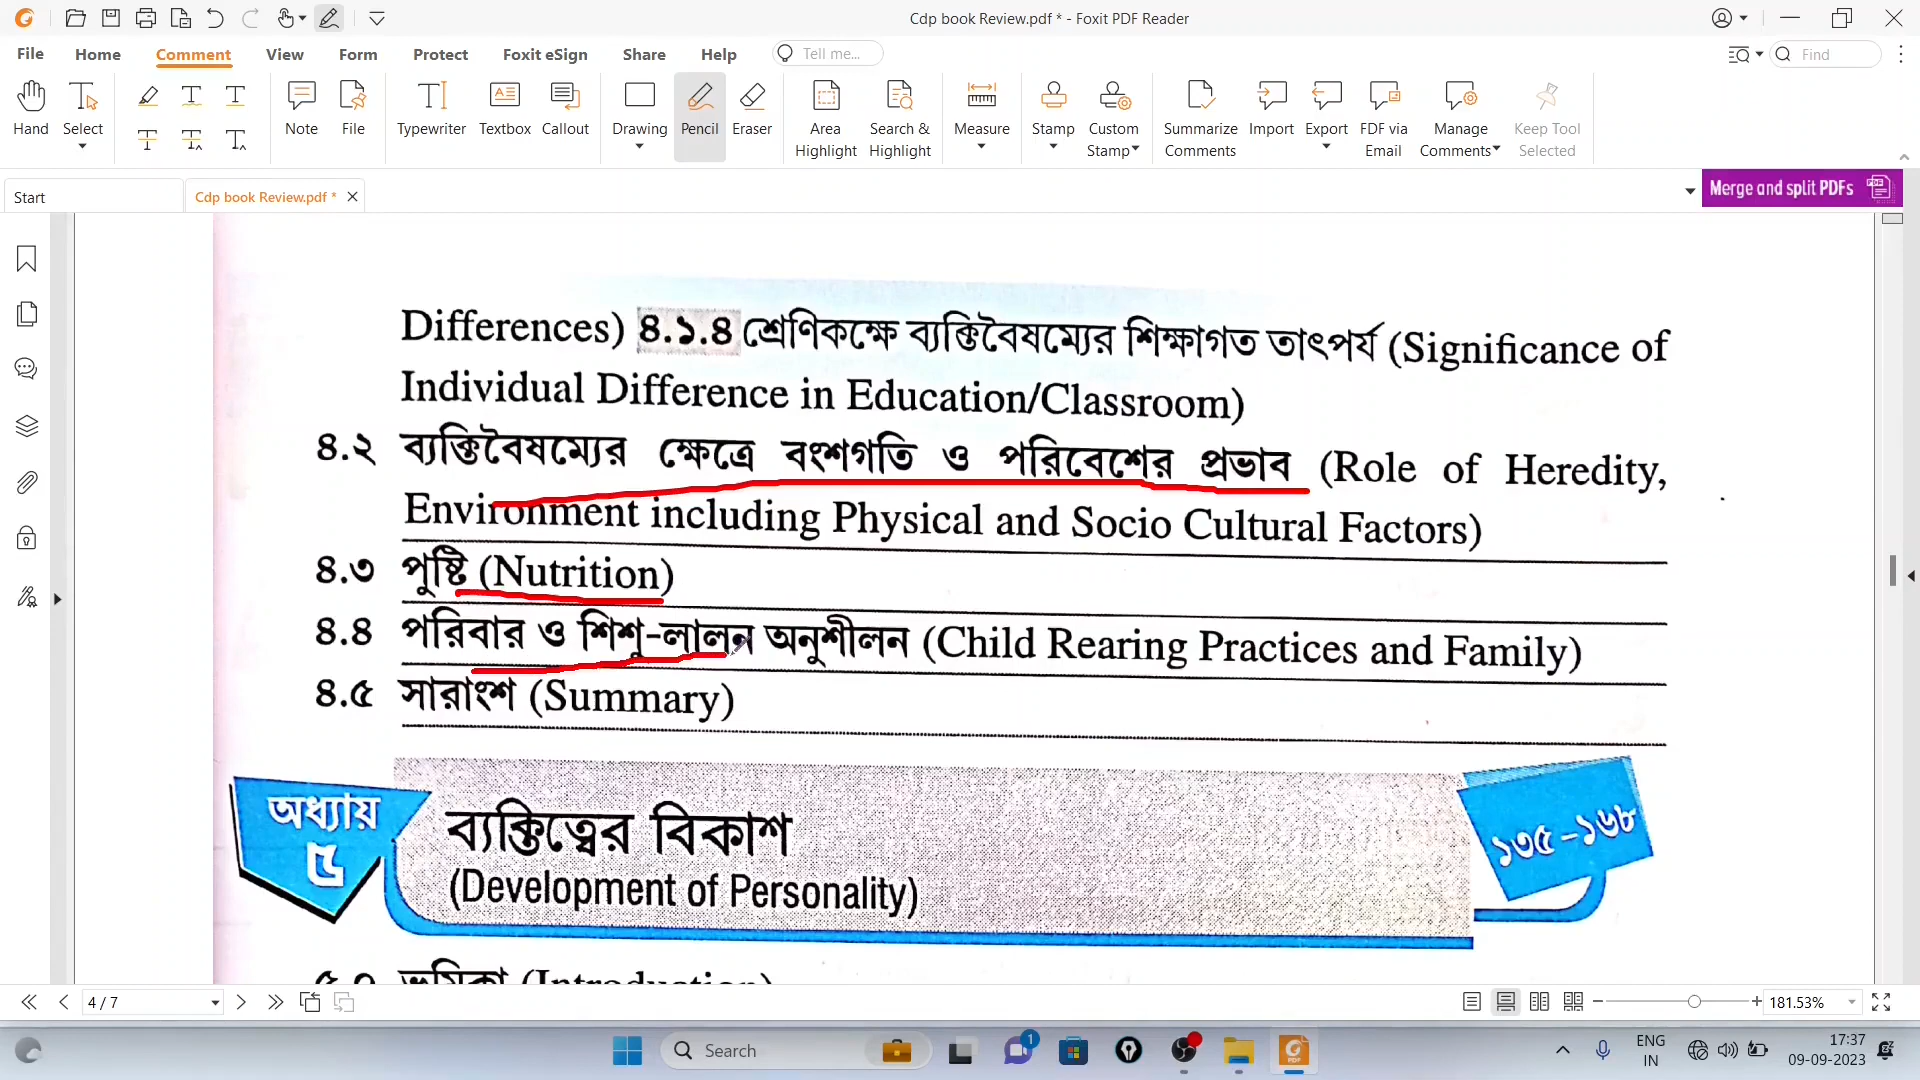 Cdp book Review.pdf * - Foxit PDF Reader
File Home Comment View Form Protect Foxit eSign Share Help Tell me... Find
Hand Select Note File Typewriter Textbox Callout Drawing Pencil Eraser Area Highlight Search & Highlight Measure Stamp Custom Stamp Summarize Comments Import Export FDF via Email Manage Comments Keep Tool Selected
Start Cdp book Review.pdf * Merge and split PDFs
Differences) ৪.১.৪ শ্রেণিকক্ষে ব্যক্তিবৈষম্যের শিক্ষাগত তাৎপর্য (Significance of
Individual Difference in Education/Classroom)
৪.২ ব্যক্তিবৈষম্যের ক্ষেত্রে বংশগতি ও পরিবেশের প্রভাব (Role of Heredity,
Environment including Physical and Socio Cultural Factors)
৪.৩ পুষ্টি (Nutrition)
৪.৪ পরিবার ও শিশু-লালন অনুশীলন (Child Rearing Practices and Family)
৪.৫ সারাংশ (Summary)
অধ্যায়
৫
ব্যক্তিত্বের বিকাশ
(Development of Personality)
১৩৫-১৬৮
৫.০ ভূমিকা (Introduction)
4 / 7 181.53%
Search 1 ENG IN 17:37 09-09-2023